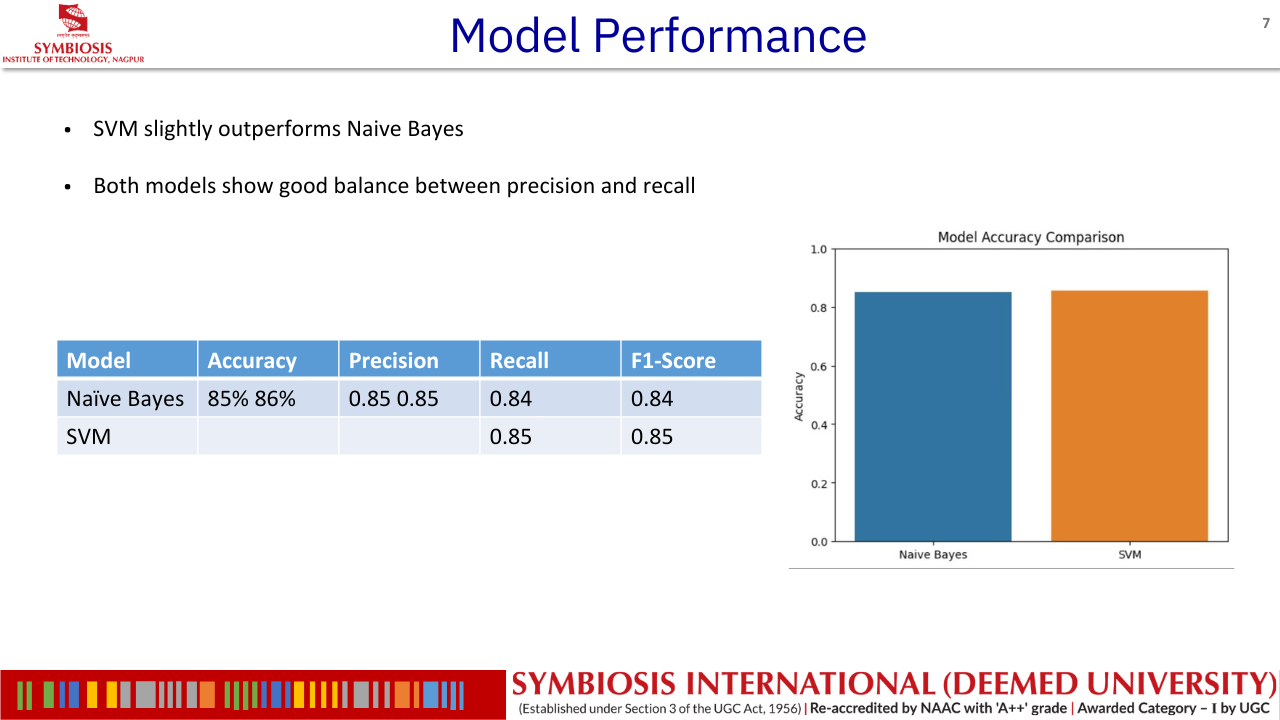 SYMBIOSIS
INSTITUTE OF TECHNOLOGY, NAGPUR
Model Performance
7
• SVM slightly outperforms Naive Bayes
• Both models show good balance between precision and recall
Model Accuracy Precision Recall F1-Score
Naïve Bayes 85% 86% 0.85 0.85 0.84 0.84
SVM 0.85 0.85
Model Accuracy Comparison
1.0
0.8
0.6
0.4
0.2
0.0
Accuracy
Naive Bayes SVM
SYMBIOSIS INTERNATIONAL (DEEMED UNIVERSITY)
(Established under Section 3 of the UGC Act, 1956) | Re-accredited by NAAC with 'A++' grade | Awarded Category – I by UGC